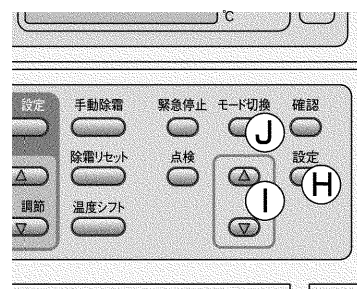 ℃
設定 手動除霜 緊急停止 モード切換 確認
J
除霜リセット 点検 設定
△ △ H
I
調節 温度シフト
▽ ▽